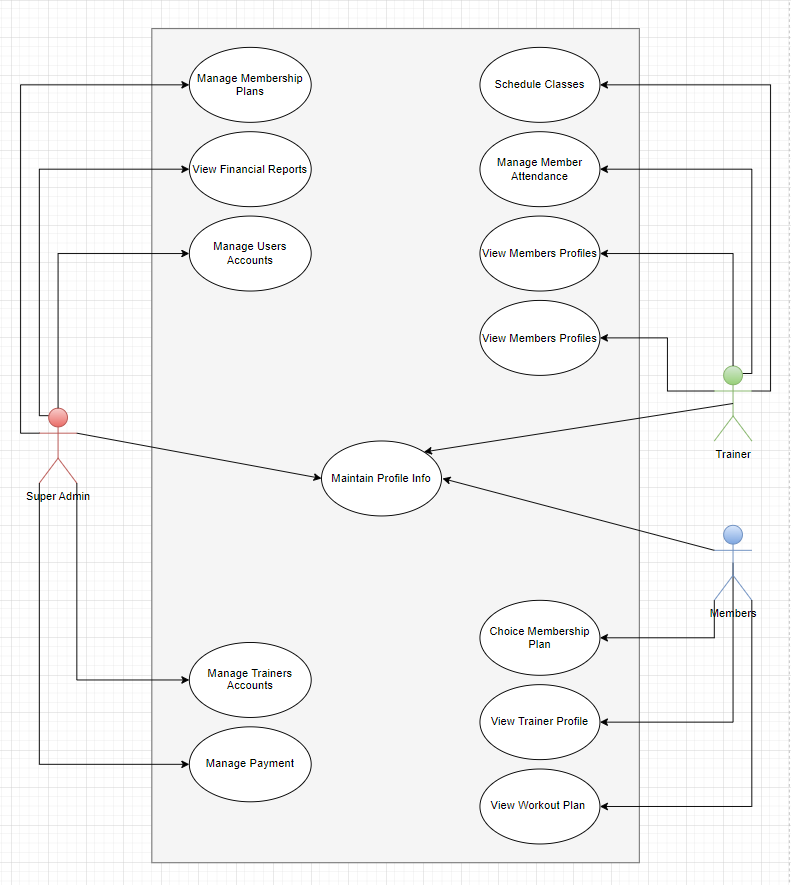 Manage Membership
Plans
Schedule Classes
View Financial Reports
Manage Member
Attendance
Manage Users
Accounts
View Members Profiles
View Members Profiles
Trainer
Maintain Profile Info
Super Admin
Members
Choice Membership
Plan
Manage Trainers
Accounts
View Trainer Profile
Manage Payment
View Workout Plan